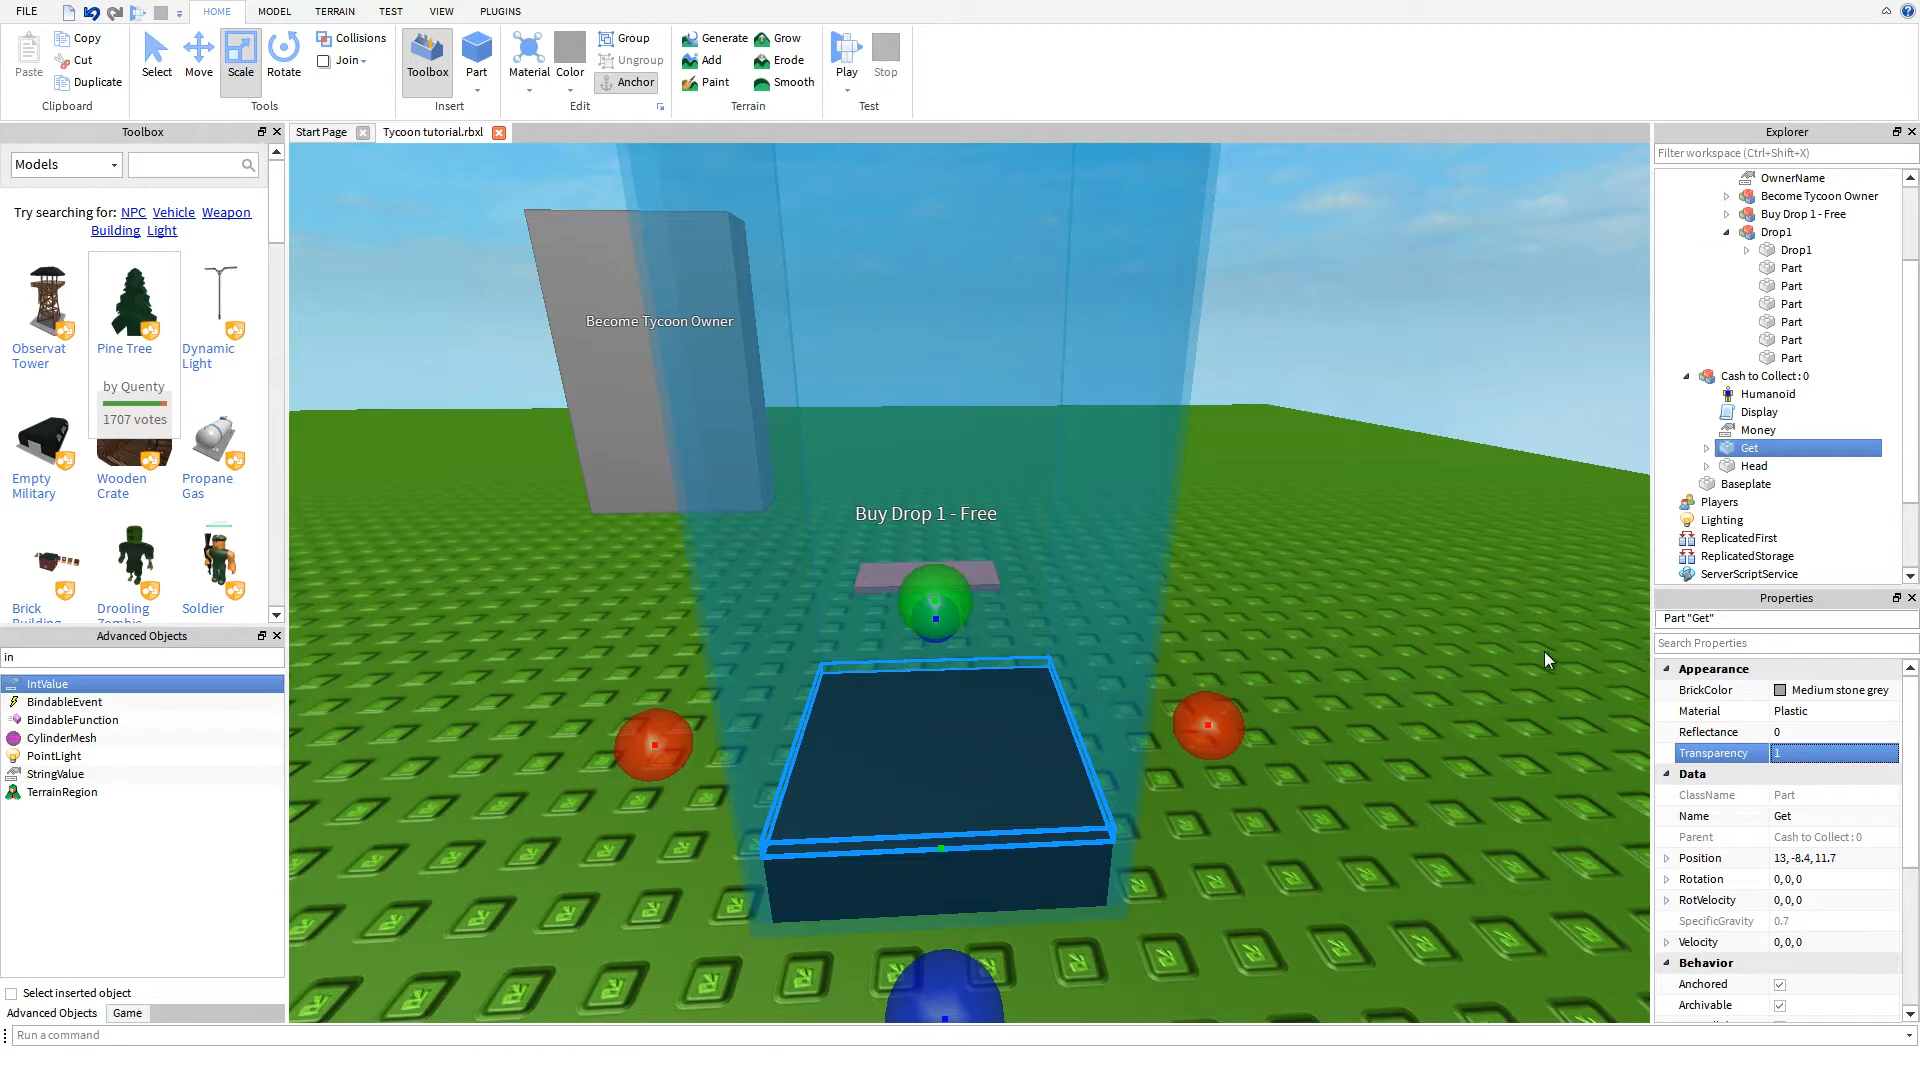 FILE
HOME
MODEL
TERRAIN
TEST
VIEW
PLUGINS
Paste
Copy
Cut
Duplicate
Clipboard
Select
Move
Scale
Rotate
Collisions
Join
Tools
Toolbox
Part
Insert
Material
Color
Group
Ungroup
Anchor
Edit
Generate
Grow
Add
Erode
Paint
Smooth
Terrain
Play
Stop
Test
Toolbox
Models
Try searching for: NPC Vehicle Weapon
Building Light
Observat
Tower
Pine Tree
by Quenty
1707 votes
Dynamic
Light
Empty
Military
Wooden
Crate
Propane
Gas
Brick
Drooling
Soldier
Advanced Objects
in
IntValue
BindableEvent
BindableFunction
CylinderMesh
PointLight
StringValue
TerrainRegion
Select inserted object
Advanced Objects
Game
Run a command
Start Page
Tycoon tutorial.rbxl
Become Tycoon Owner
Buy Drop 1 - Free
Explorer
Filter workspace (Ctrl+Shift+X)
OwnerName
Become Tycoon Owner
Buy Drop 1 - Free
Drop1
Drop1
Part
Part
Part
Part
Part
Part
Cash to Collect : 0
Humanoid
Display
Money
Get
Head
Baseplate
Players
Lighting
ReplicatedFirst
ReplicatedStorage
ServerScriptService
Properties
Part "Get"
Search Properties
Appearance
BrickColor Medium stone grey
Material Plastic
Reflectance 0
Transparency 1
Data
ClassName Part
Name Get
Parent Cash to Collect : 0
Position 13, -8.4, 11.7
Rotation 0, 0, 0
RotVelocity 0, 0, 0
SpecificGravity 0.7
Velocity 0, 0, 0
Behavior
Anchored
Archivable